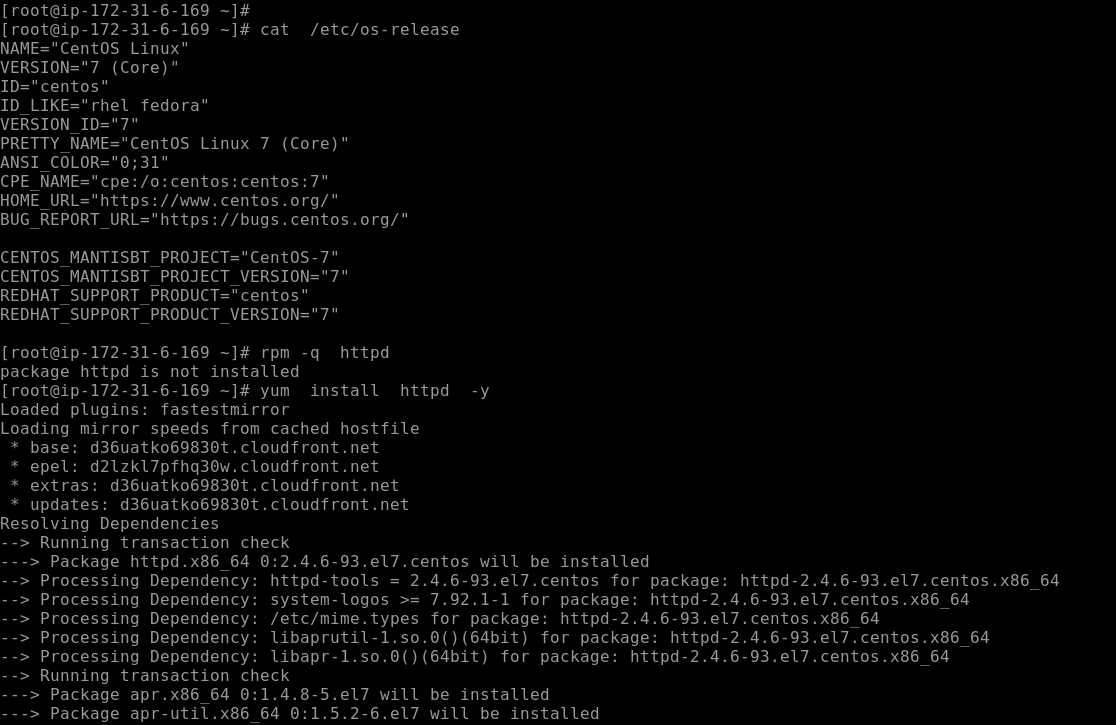 [root@ip-172-31-6-169 ~]#
[root@ip-172-31-6-169 ~]# cat  /etc/os-release
NAME="CentOS Linux"
VERSION="7 (Core)"
ID="centos"
ID_LIKE="rhel fedora"
VERSION_ID="7"
PRETTY_NAME="CentOS Linux 7 (Core)"
ANSI_COLOR="0;31"
CPE_NAME="cpe:/o:centos:centos:7"
HOME_URL="https://www.centos.org/"
BUG_REPORT_URL="https://bugs.centos.org/"

CENTOS_MANTISBT_PROJECT="CentOS-7"
CENTOS_MANTISBT_PROJECT_VERSION="7"
REDHAT_SUPPORT_PRODUCT="centos"
REDHAT_SUPPORT_PRODUCT_VERSION="7"

[root@ip-172-31-6-169 ~]# rpm -q  httpd
package httpd is not installed
[root@ip-172-31-6-169 ~]# yum  install  httpd  -y
Loaded plugins: fastestmirror
Loading mirror speeds from cached hostfile
 * base: d36uatko69830t.cloudfront.net
 * epel: d2lzkl7pfhq30w.cloudfront.net
 * extras: d36uatko69830t.cloudfront.net
 * updates: d36uatko69830t.cloudfront.net
Resolving Dependencies
--> Running transaction check
---> Package httpd.x86_64 0:2.4.6-93.el7.centos will be installed
--> Processing Dependency: httpd-tools = 2.4.6-93.el7.centos for package: httpd-2.4.6-93.el7.centos.x86_64
--> Processing Dependency: system-logos >= 7.92.1-1 for package: httpd-2.4.6-93.el7.centos.x86_64
--> Processing Dependency: /etc/mime.types for package: httpd-2.4.6-93.el7.centos.x86_64
--> Processing Dependency: libaprutil-1.so.0()(64bit) for package: httpd-2.4.6-93.el7.centos.x86_64
--> Processing Dependency: libapr-1.so.0()(64bit) for package: httpd-2.4.6-93.el7.centos.x86_64
--> Running transaction check
---> Package apr.x86_64 0:1.4.8-5.el7 will be installed
---> Package apr-util.x86_64 0:1.5.2-6.el7 will be installed